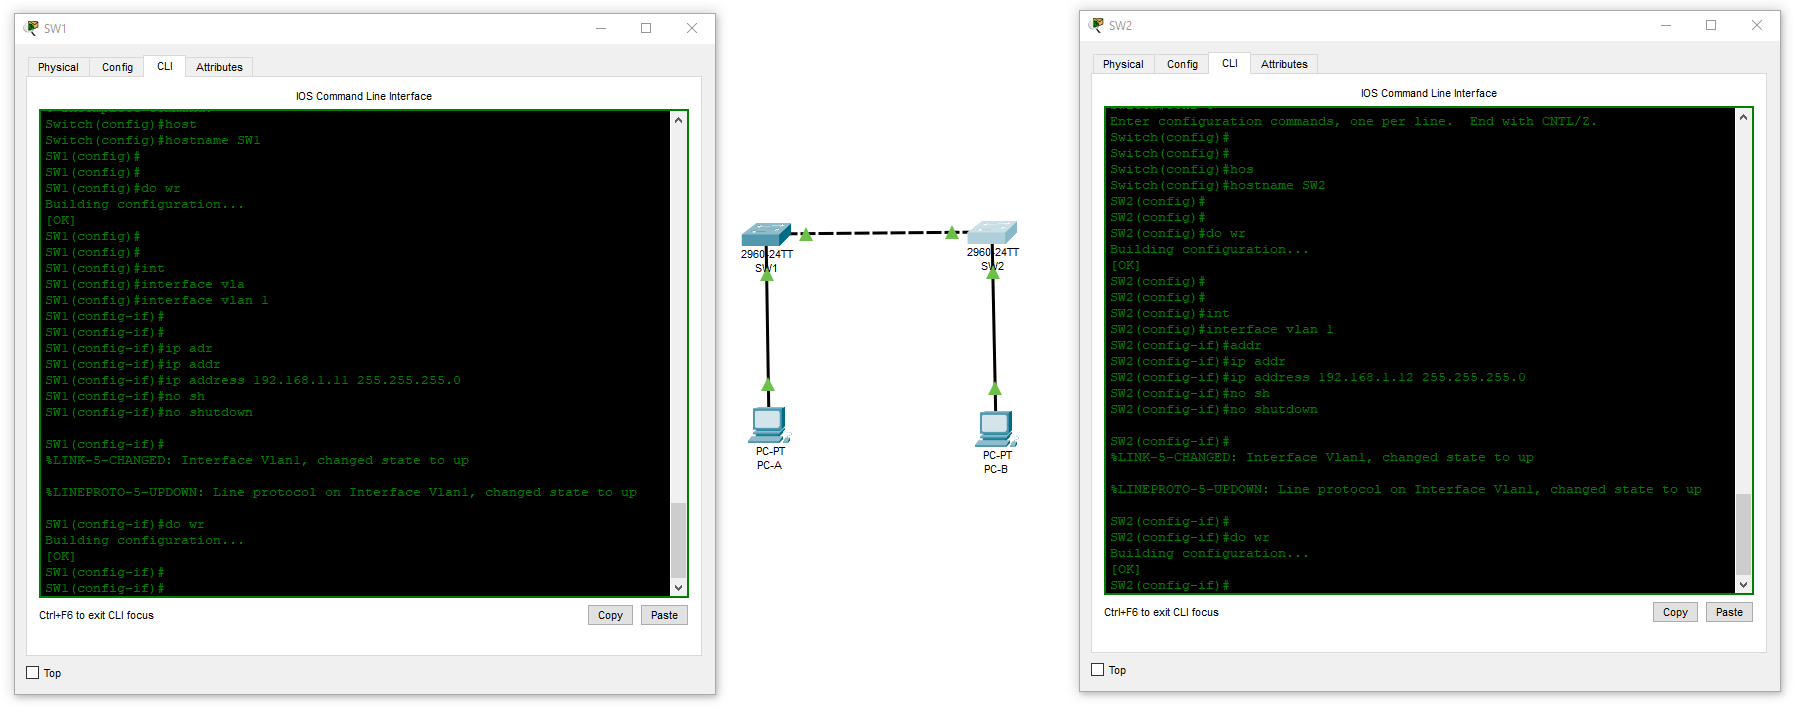 SW1
Physical
Config
CLI
Attributes
IOS Command Line Interface
Switch(config)#host
Switch(config)#hostname SW1
SW1(config)#
SW1(config)#
SW1(config)#do wr
Building configuration...
[OK]
SW1(config)#
SW1(config)#
SW1(config)#int
SW1(config)#interface vla
SW1(config)#interface vlan 1
SW1(config-if)#
SW1(config-if)#
SW1(config-if)#ip adr
SW1(config-if)#ip addr
SW1(config-if)#ip address 192.168.1.11 255.255.255.0
SW1(config-if)#no sh
SW1(config-if)#no shutdown
SW1(config-if)#
%LINK-5-CHANGED: Interface Vlan1, changed state to up
%LINEPROTO-5-UPDOWN: Line protocol on Interface Vlan1, changed state to up
SW1(config-if)#do wr
Building configuration...
[OK]
SW1(config-if)#
SW1(config-if)#
Ctrl+F6 to exit CLI focus
Copy
Paste
Top
2960-24TT
SW1
2960-24TT
SW2
PC-PT
PC-A
PC-PT
PC-B
SW2
Physical
Config
CLI
Attributes
IOS Command Line Interface
Enter configuration commands, one per line.  End with CNTL/Z.
Switch(config)#
Switch(config)#
Switch(config)#hos
Switch(config)#hostname SW2
SW2(config)#
SW2(config)#
SW2(config)#do wr
Building configuration...
[OK]
SW2(config)#
SW2(config)#
SW2(config)#int
SW2(config)#interface vlan 1
SW2(config-if)#addr
SW2(config-if)#ip addr
SW2(config-if)#ip address 192.168.1.12 255.255.255.0
SW2(config-if)#no sh
SW2(config-if)#no shutdown
SW2(config-if)#
%LINK-5-CHANGED: Interface Vlan1, changed state to up
%LINEPROTO-5-UPDOWN: Line protocol on Interface Vlan1, changed state to up
SW2(config-if)#
SW2(config-if)#do wr
Building configuration...
[OK]
SW2(config-if)#
Ctrl+F6 to exit CLI focus
Copy
Paste
Top